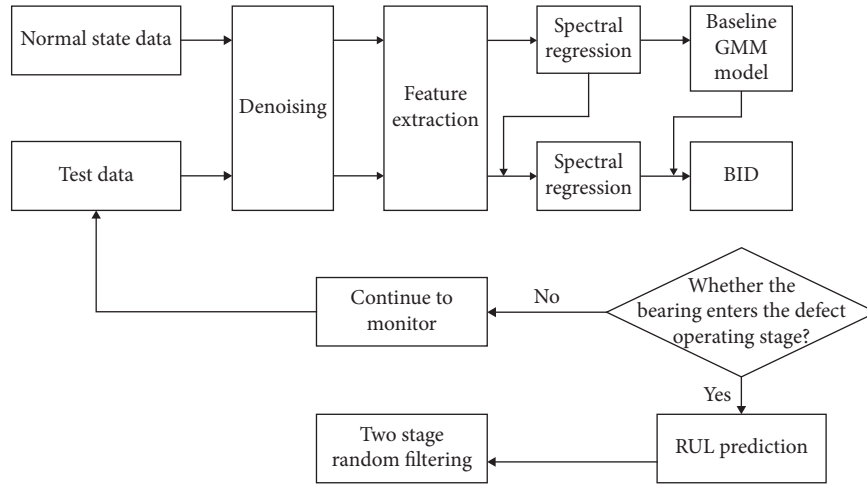 Normal state data
Denoising
Feature
extraction
Spectral
regression
Baseline
GMM
model
Test data
Spectral
regression
BID
Continue to
monitor
No
Whether the
bearing enters the defect
operating stage?
Yes
Two stage
random filtering
RUL prediction